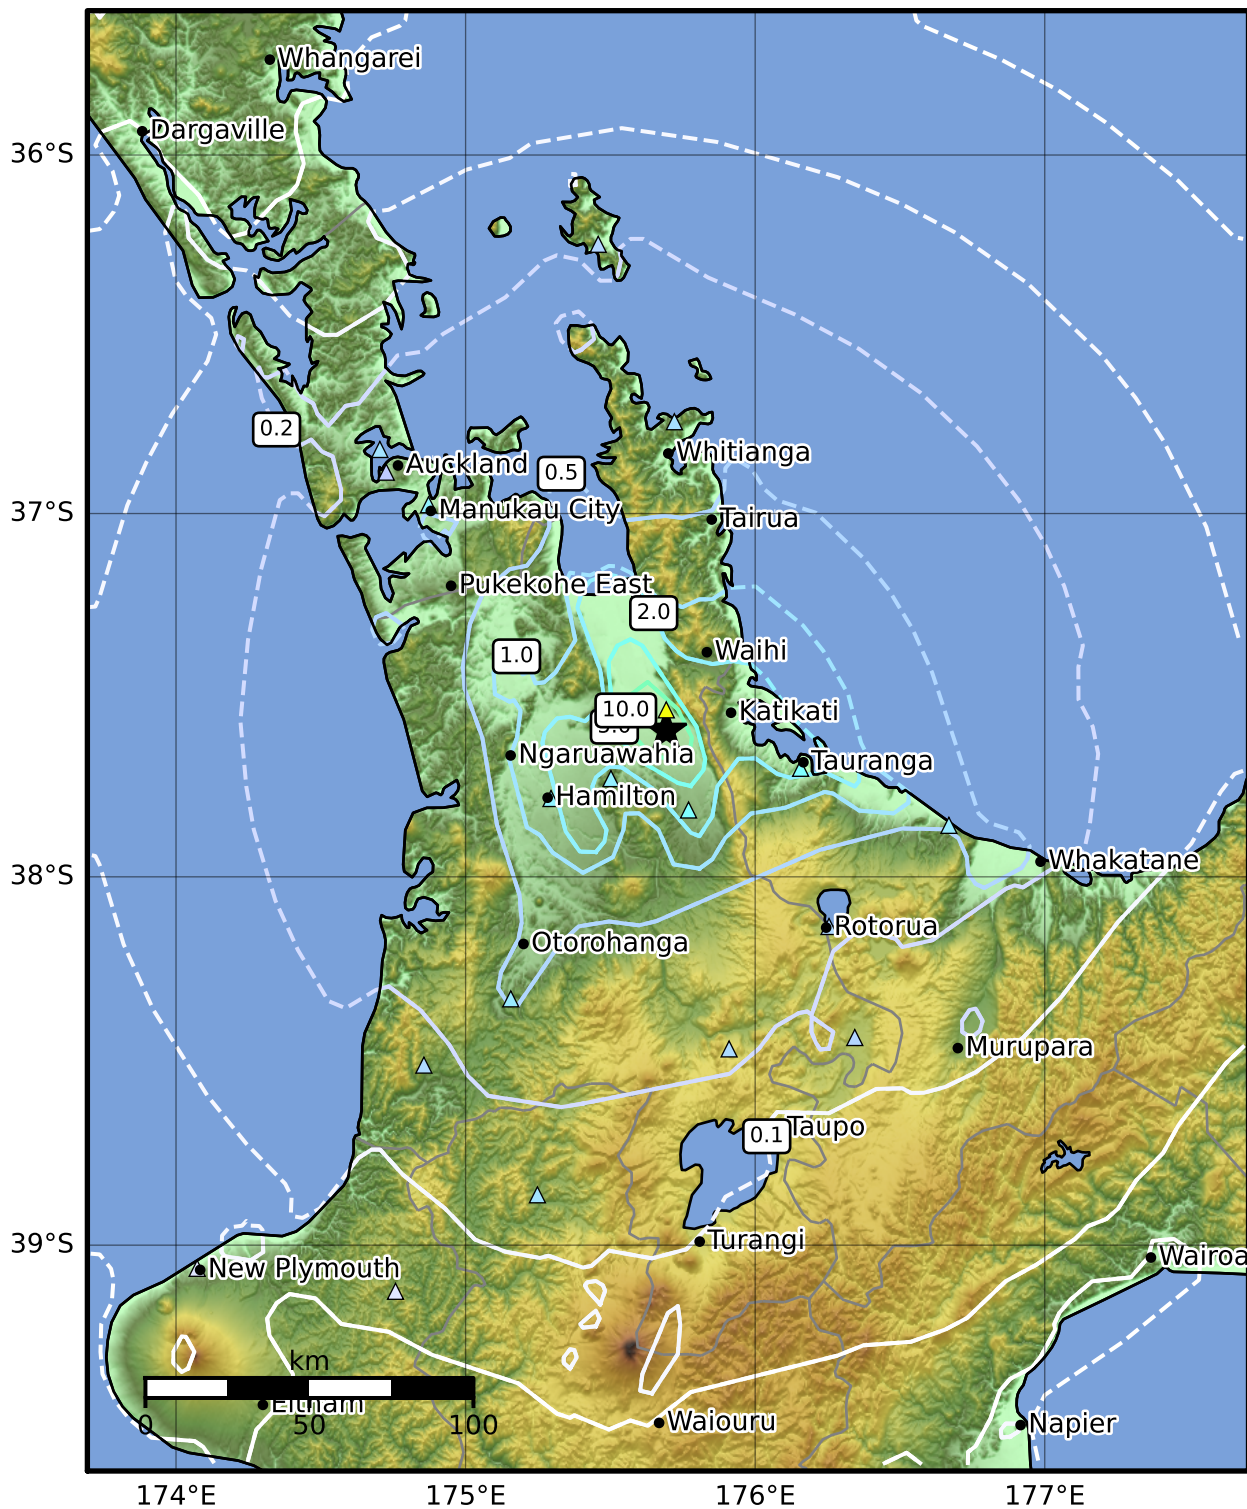 Whangarei
Dargaville
36°S
0.2
Whitianga
Auckland
0.5
37°S
Manukau City
Tairua
Pukekohe East
2.0
1.0
Waihi
10.0
Katikati
Ngaruawahia
Tauranga
Hamilton
38°S
Whakatane
Rotorua
Otorohanga
Murupara
Taupo
0.1
39°S
Turangi
Wairoa
New Plymouth
km
Eltham
0 50 100
Waiouru
Napier
174°E 175°E 176°E 177°E